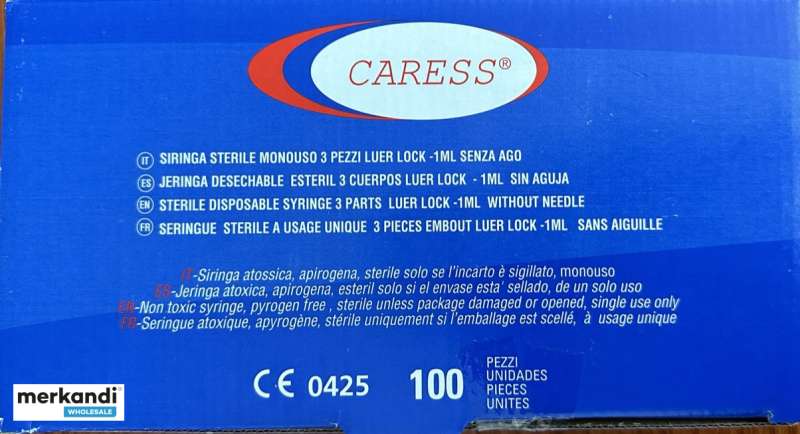 CARESS®
IT SIRINGA STERILE MONOUSO 3 PEZZI LUER LOCK -1ML SENZA AGO
ES JERINGA DESECHABLE ESTERIL 3 CUERPOS LUER LOCK - 1ML SIN AGUJA
EN STERILE DISPOSABLE SYRINGE 3 PARTS LUER LOCK -1ML WITHOUT NEEDLE
FR SERINGUE STERILE A USAGE UNIQUE 3 PIECES EMBOUT LUER LOCK -1ML SANS AIGUILLE
IT-Siringa atossica, apirogena, sterile solo se l'incarto è sigillato, monouso
ES-Jeringa atoxica, apirogena, esteril solo si el envase esta' sellado, de un solo uso
EN-Non toxic syringe, pyrogen free , sterile unless package damaged or opened, single use only
FR-Seringue atoxique, apyrogène, stérile uniquement si l'emballage est scellé, à usage unique
CE 0425 100
PEZZI
UNIDADES
PIECES
UNITES
merkandi
WHOLESALE